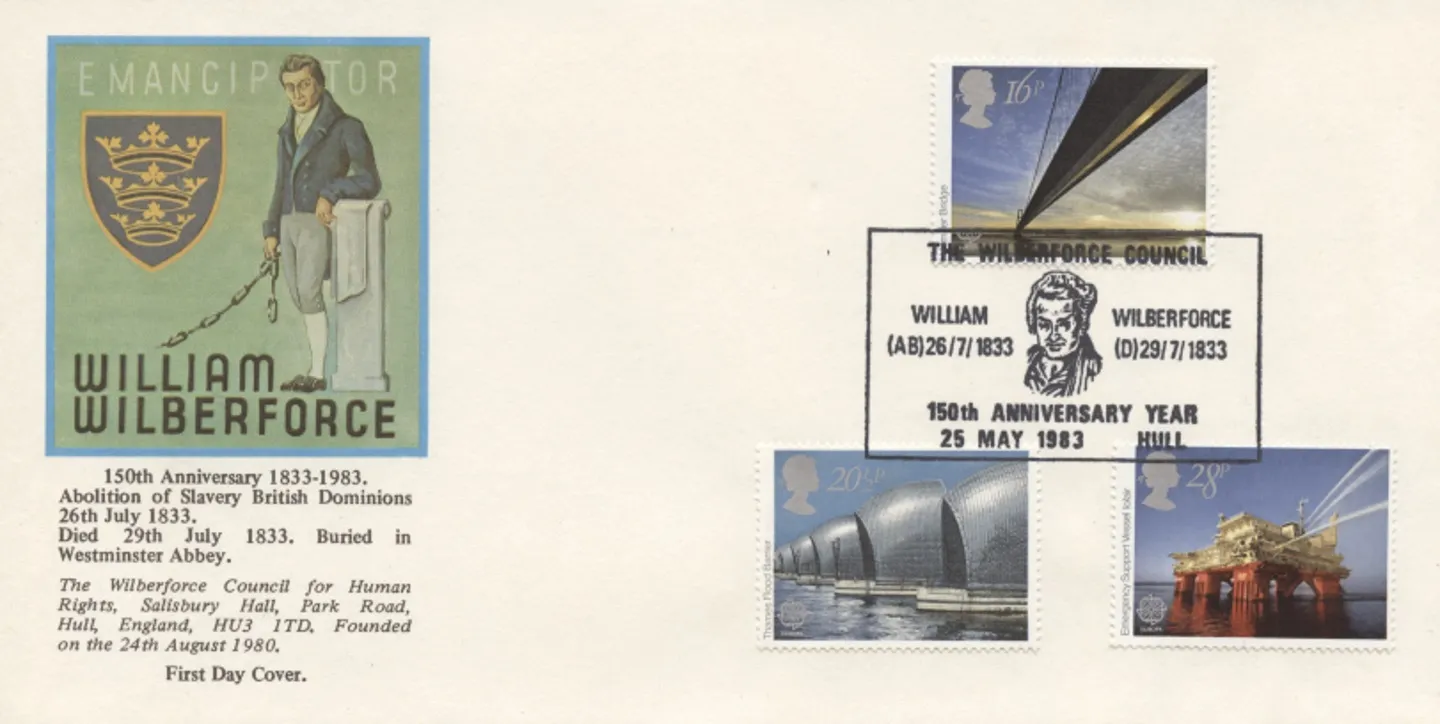 EMANCIPATOR
WILLIAM
WILBERFORCE
150th Anniversary 1833-1983.
Abolition of Slavery British Dominions
26th July 1833.
Died 29th July 1833. Buried in
Westminster Abbey.
The Wilberforce Council for Human
Rights, Salisbury Hall, Park Road,
Hull, England, HU3 1TD. Founded
on the 24th August 1980.
First Day Cover.
16p
Bridge
THE WILBERFORCE COUNCIL
WILLIAM WILBERFORCE
(AB)26/7/1833 (D)29/7/1833
150th ANNIVERSARY YEAR
25 MAY 1983 HULL
20½p
Thames Flood Barrier
EUROPA
28p
Emergency Support Vessel Iolair
EUROPA